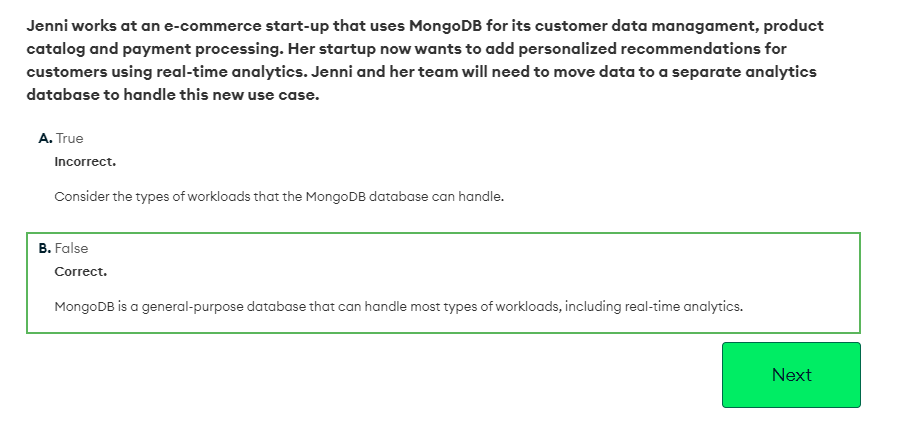 Jenni works at an e-commerce start-up that uses MongoDB for its customer data managament, product
catalog and payment processing. Her startup now wants to add personalized recommendations for
customers using real-time analytics. Jenni and her team will need to move data to a separate analytics
database to handle this new use case.
A. True
Incorrect.
Consider the types of workloads that the MongoDB database can handle.
B. False
Correct.
MongoDB is a general-purpose database that can handle most types of workloads, including real-time analytics.
Next